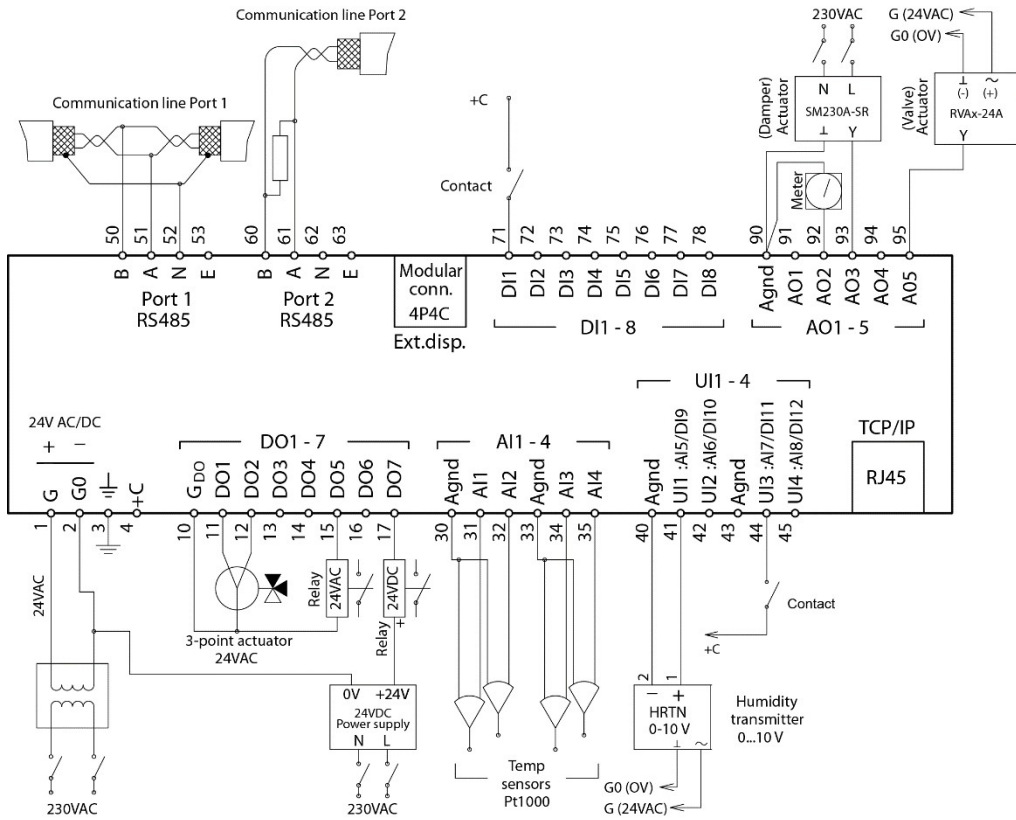 Communication line Port 2
230VAC
G (24VAC)
G0 (OV)
Communication line Port 1
+C
(Damper)
Actuator
N L
SM230A-SR
⊥ Y
(Valve)
Actuator
⊥ ~
(-) (+)
RVAx-24A
Y
Contact
Meter
50 51 52 53
60 61 62 63
71 72 73 74 75 76 77 78
90 91 92 93 94 95
B A N E
B A N E
Modular
conn.
4P4C
Ext.disp.
DI1 DI2 DI3 DI4 DI5 DI6 DI7 DI8
Agnd AO1 AO2 AO3 AO4 A05
Port 1
RS485
Port 2
RS485
DI1 - 8
AO1 - 5
UI1 - 4
24V AC/DC
+ −
DO1 - 7
AI1 - 4
TCP/IP
RJ45
G G0 ⊥ +C
GDO DO1 DO2 DO3 DO4 DO5 DO6 DO7
Agnd AI1 AI2 Agnd AI3 AI4
Agnd
UI1 :AI5/DI9
UI2 :AI6/DI10
Agnd
UI3 :AI7/DI11
UI4 :AI8/DI12
1 2 3 4
10 11 12 13 14 15 16 17
30 31 32 33 34 35
40 41 42 43 44 45
24VAC
Relay
24VAC
24VDC
+
Relay
3-point actuator
24VAC
Contact
+C
0V +24V
24VDC
Power supply
N L
2 1
− +
HRTN
0-10 V
⊥ ~
Humidity
transmitter
0...10 V
Temp
sensors
Pt1000
G0 (OV)
G (24VAC)
230VAC
230VAC